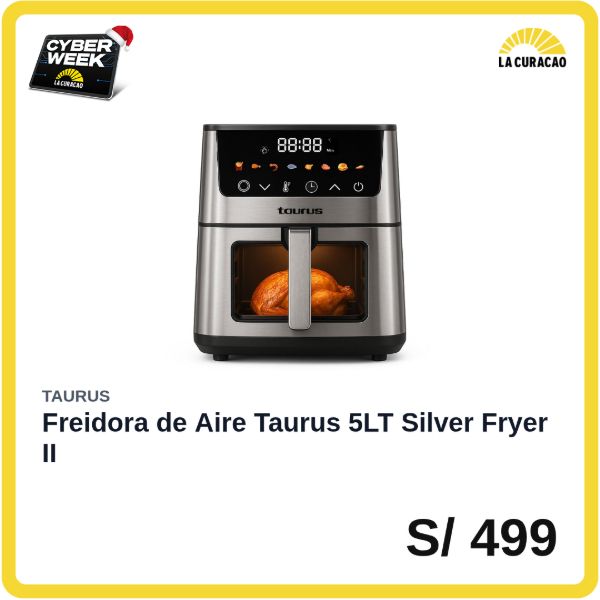 CYBER
WEEK
LA CURACAO
LA CURACAO
88:88 Min
taurus
TAURUS
Freidora de Aire Taurus 5LT Silver Fryer
II
S/ 499